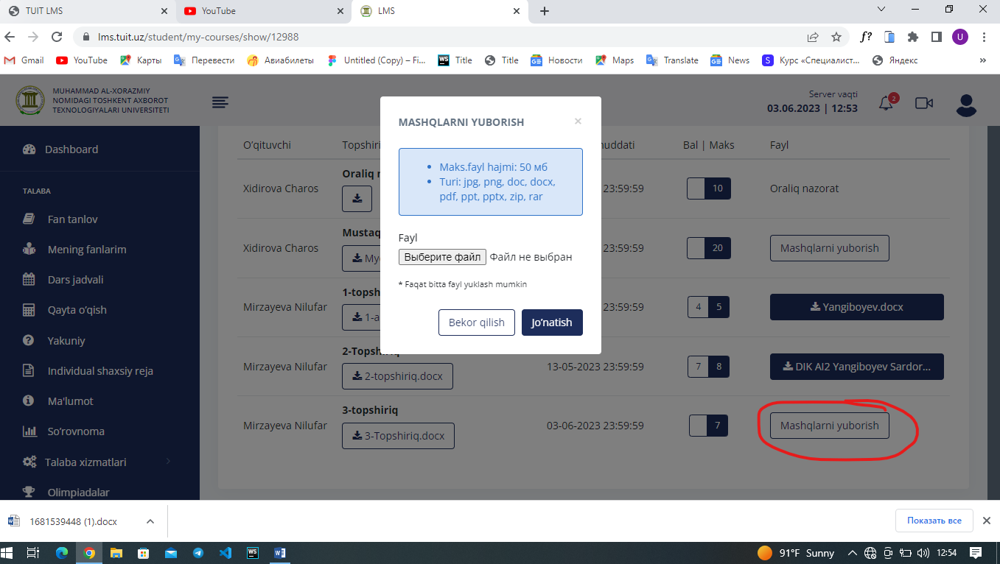 TUIT LMS
YouTube
LMS
lms.tuit.uz/student/my-courses/show/12988
f?
U
Gmail
YouTube
Карты
Перевести
Авиабилеты
Untitled (Copy) – Fi...
WS
Title
Title
Новости
Maps
Translate
News
S
Курс «Специалист...
Яндекс
»
MUHAMMAD AL-XORAZMIY
NOMIDAGI TOSHKENT AXBOROT
TEXNOLOGIYALARI UNIVERSITETI
Server vaqti
03.06.2023 | 12:53
2
Dashboard
TALABA
Fan tanlov
Mening fanlarim
Dars jadvali
Qayta o'qish
Yakuniy
Individual shaxsiy reja
Ma'lumot
So'rovnoma
Talaba xizmatlari
Olimpiadalar
O'qituvchi
Topshiri
muddati
Bal | Maks
Fayl
Xidirova Charos
Oraliq n
23:59:59
10
Oraliq nazorat
Xidirova Charos
Mustaq
My
23:59:59
20
Mashqlarni yuborish
Mirzayeva Nilufar
1-topsh
1-a
23:59:59
4
5
Yangiboyev.docx
Mirzayeva Nilufar
2-Topshiriq
2-topshiriq.docx
13-05-2023 23:59:59
7
8
DIK AI2 Yangiboyev Sardor...
Mirzayeva Nilufar
3-topshiriq
3-Topshiriq.docx
03-06-2023 23:59:59
7
Mashqlarni yuborish
MASHQLARNI YUBORISH
×
• Maks.fayl hajmi: 50 мб
• Turi: jpg, png, doc, docx,
pdf, ppt, pptx, zip, rar
Fayl
Выберите файл Файл не выбран
* Faqat bitta fayl yuklash mumkin
Bekor qilish
Jo'natish
1681539448 (1).docx
Показать все
WS
91°F Sunny
12:54